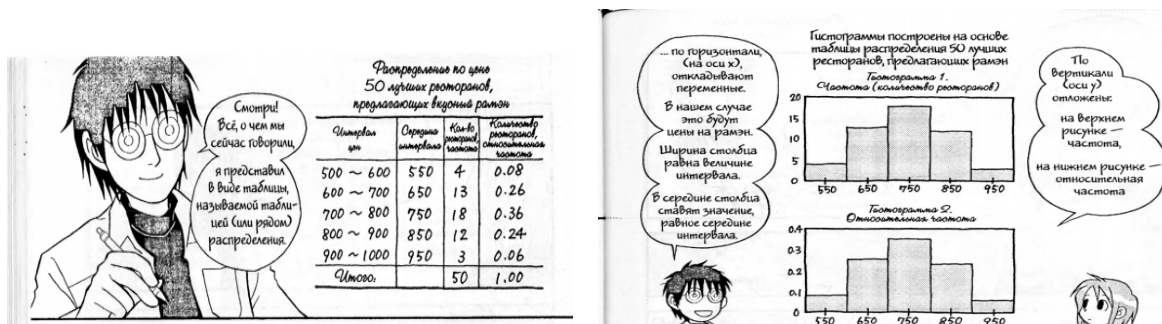 Смотри!
Всё, о чем мы
сейчас говорили,
я представил
в виде таблицы,
называемой табли-
цей (или рядом)
распределения.
Распределение по цене
50 лучших ресторанов,
предлагающих вкусный рамэн
Интервал цен Середина интервала Кол-во ресторанов, частота Количество ресторанов, относительная частота
500 ~ 600 550 4 0.08
600 ~ 700 650 13 0.26
700 ~ 800 750 18 0.36
800 ~ 900 850 12 0.24
900 ~ 1000 950 3 0.06
Итого: 50 1.00
... по горизонтали,
(на оси x),
откладывают
переменные.
В нашем случае
это будут
цены на рамэн.
Ширина столбца
равна величине
интервала.
В середине столбца
ставят значение,
равное середине
интервала.
Гистограммы построены на основе
таблицы распределения 50 лучших
ресторанов, предлагающих рамэн
Гистограмма 1.
Частота (количество ресторанов)
20
15
10
5
0
550 650 750 850 950
Гистограмма 2.
Относительная частота
0.4
0.3
0.2
0.1
0
550 650 750 850 950
По
вертикали
(оси y)
отложены:
на верхнем
рисунке —
частота,
на нижнем рисунке —
относительная
частота